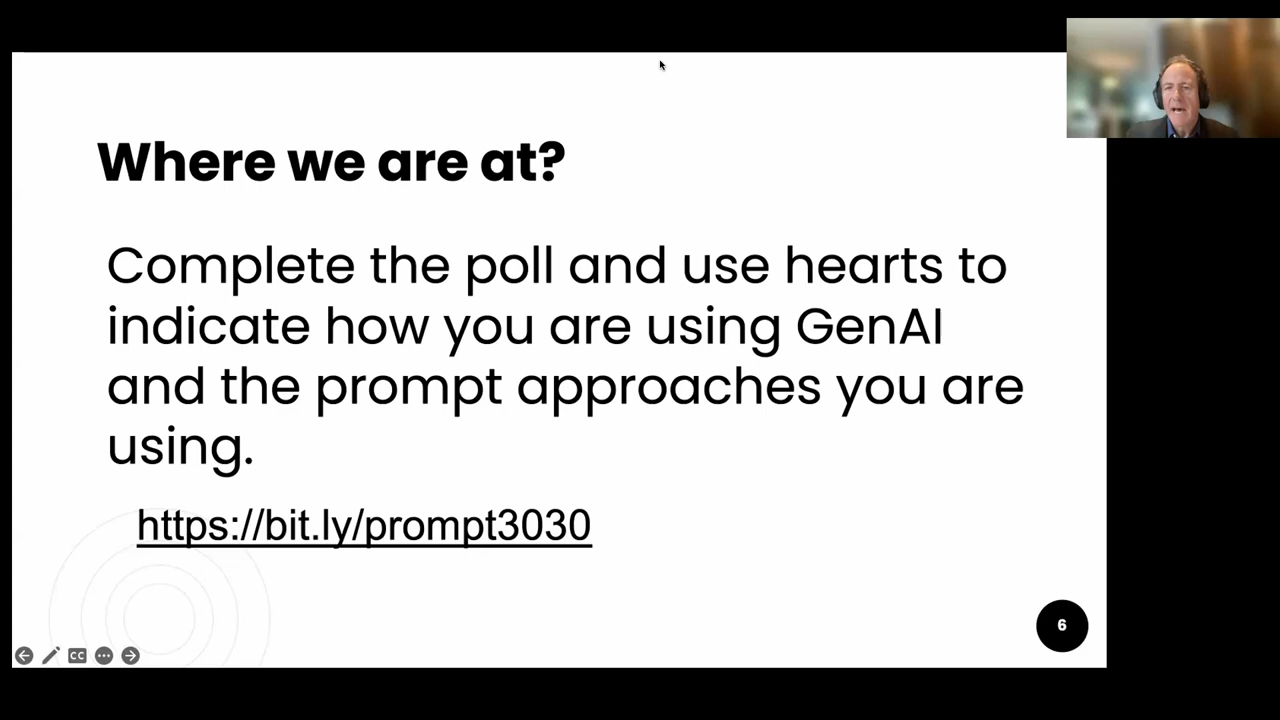 Where we are at?
Complete the poll and use hearts to
indicate how you are using GenAI
and the prompt approaches you are
using.
https://bit.ly/prompt3030
6
CC